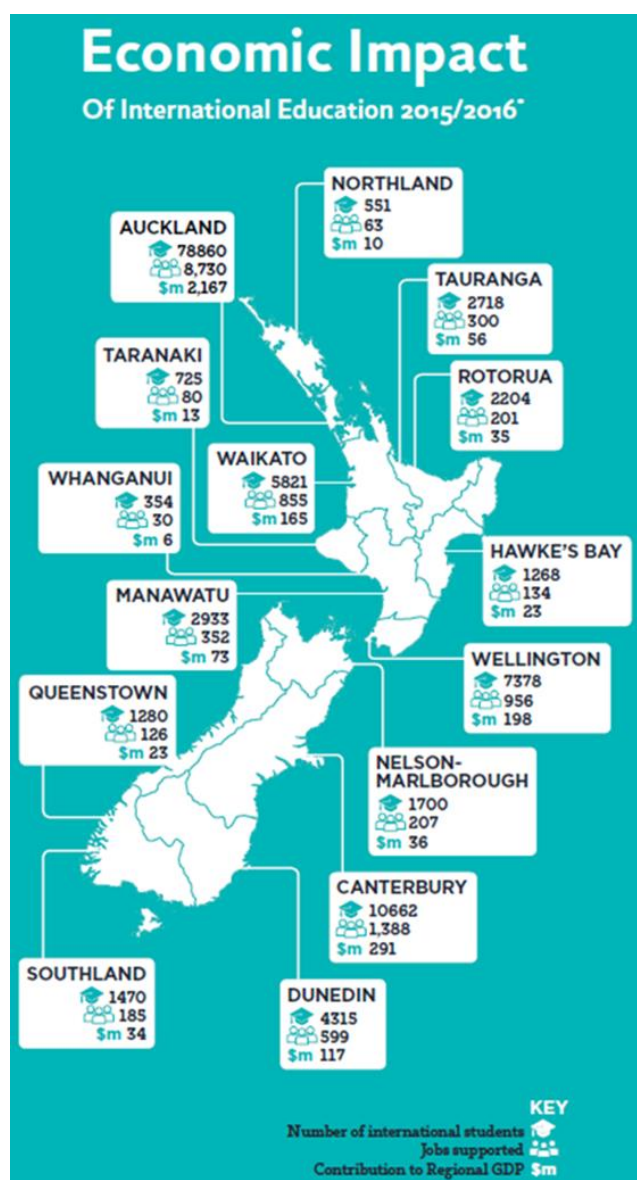 Economic Impact
Of International Education 2015/2016*
NORTHLAND
551
63
$m 10
AUCKLAND
78860
8,730
$m 2,167
TAURANGA
2718
300
$m 56
TARANAKI
725
80
$m 13
ROTORUA
2204
201
$m 35
WAIKATO
5821
855
$m 165
WHANGANUI
354
30
$m 6
HAWKE'S BAY
1268
134
$m 23
MANAWATU
2933
352
$m 73
WELLINGTON
7378
956
$m 198
QUEENSTOWN
1280
126
$m 23
NELSON-
MARLBOROUGH
1700
207
$m 36
CANTERBURY
10662
1,388
$m 291
SOUTHLAND
1470
185
$m 34
DUNEDIN
4315
599
$m 117
KEY
Number of international students
Jobs supported
Contribution to Regional GDP $m